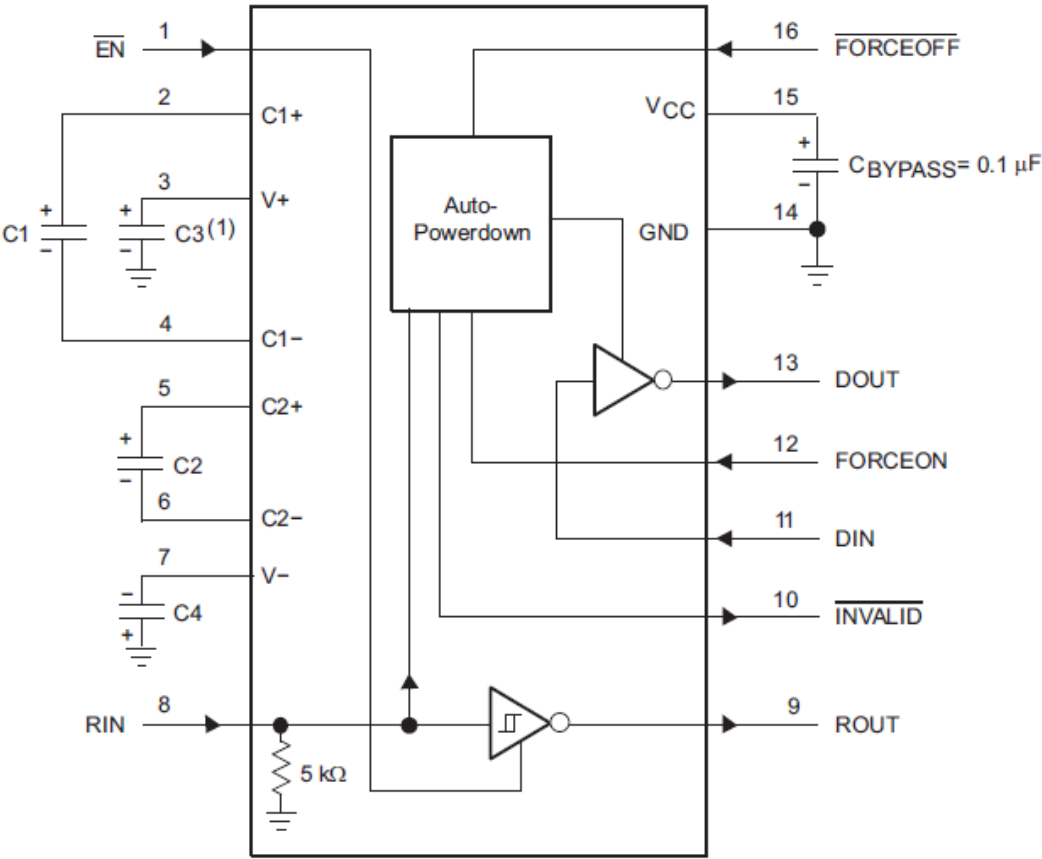 1
EN
2
C1+
3
V+
+
C1
−
+
C3(1)
−
4
C1−
5
C2+
+
C2
−
6
C2−
7
V−
−
C4
+
8
RIN
5 kΩ
Auto-
Powerdown
16
FORCEOFF
15
VCC
+
CBYPASS= 0.1 μF
−
14
GND
13
DOUT
12
FORCEON
11
DIN
10
INVALID
9
ROUT